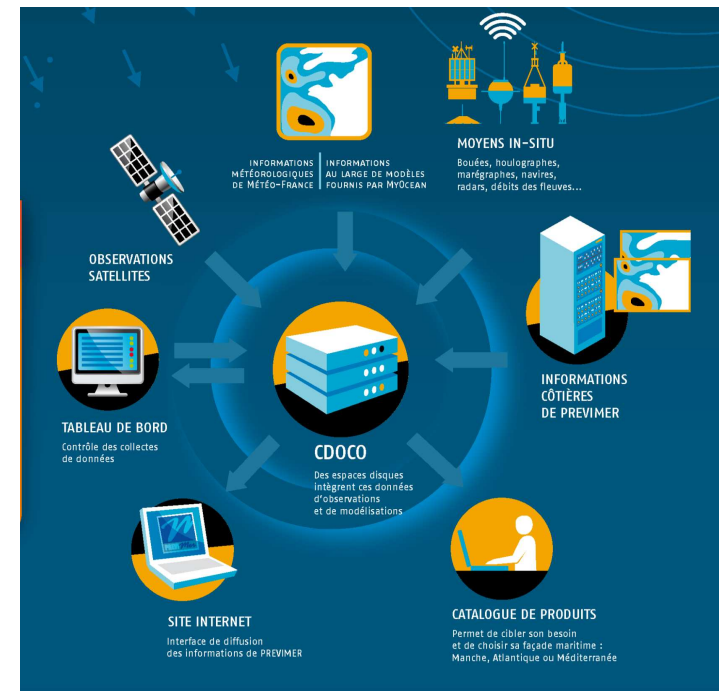 INFORMATIONS
MÉTÉOROLOGIQUES
DE MÉTÉO-FRANCE
INFORMATIONS
AU LARGE DE MODÈLES
FOURNIS PAR MYOCEAN
MOYENS IN-SITU
Bouées, houlographes,
marégraphes, navires,
radars, débits des fleuves...
OBSERVATIONS
SATELLITES
INFORMATIONS
CÔTIÈRES
DE PREVIMER
TABLEAU DE BORD
Contrôle des collectes
de données
CDOCO
Des espaces disques
intègrent ces données
d'observations
et de modélisations
SITE INTERNET
Interface de diffusion
des informations de PREVIMER
CATALOGUE DE PRODUITS
Permet de cibler son besoin
et de choisir sa façade maritime :
Manche, Atlantique ou Méditerranée